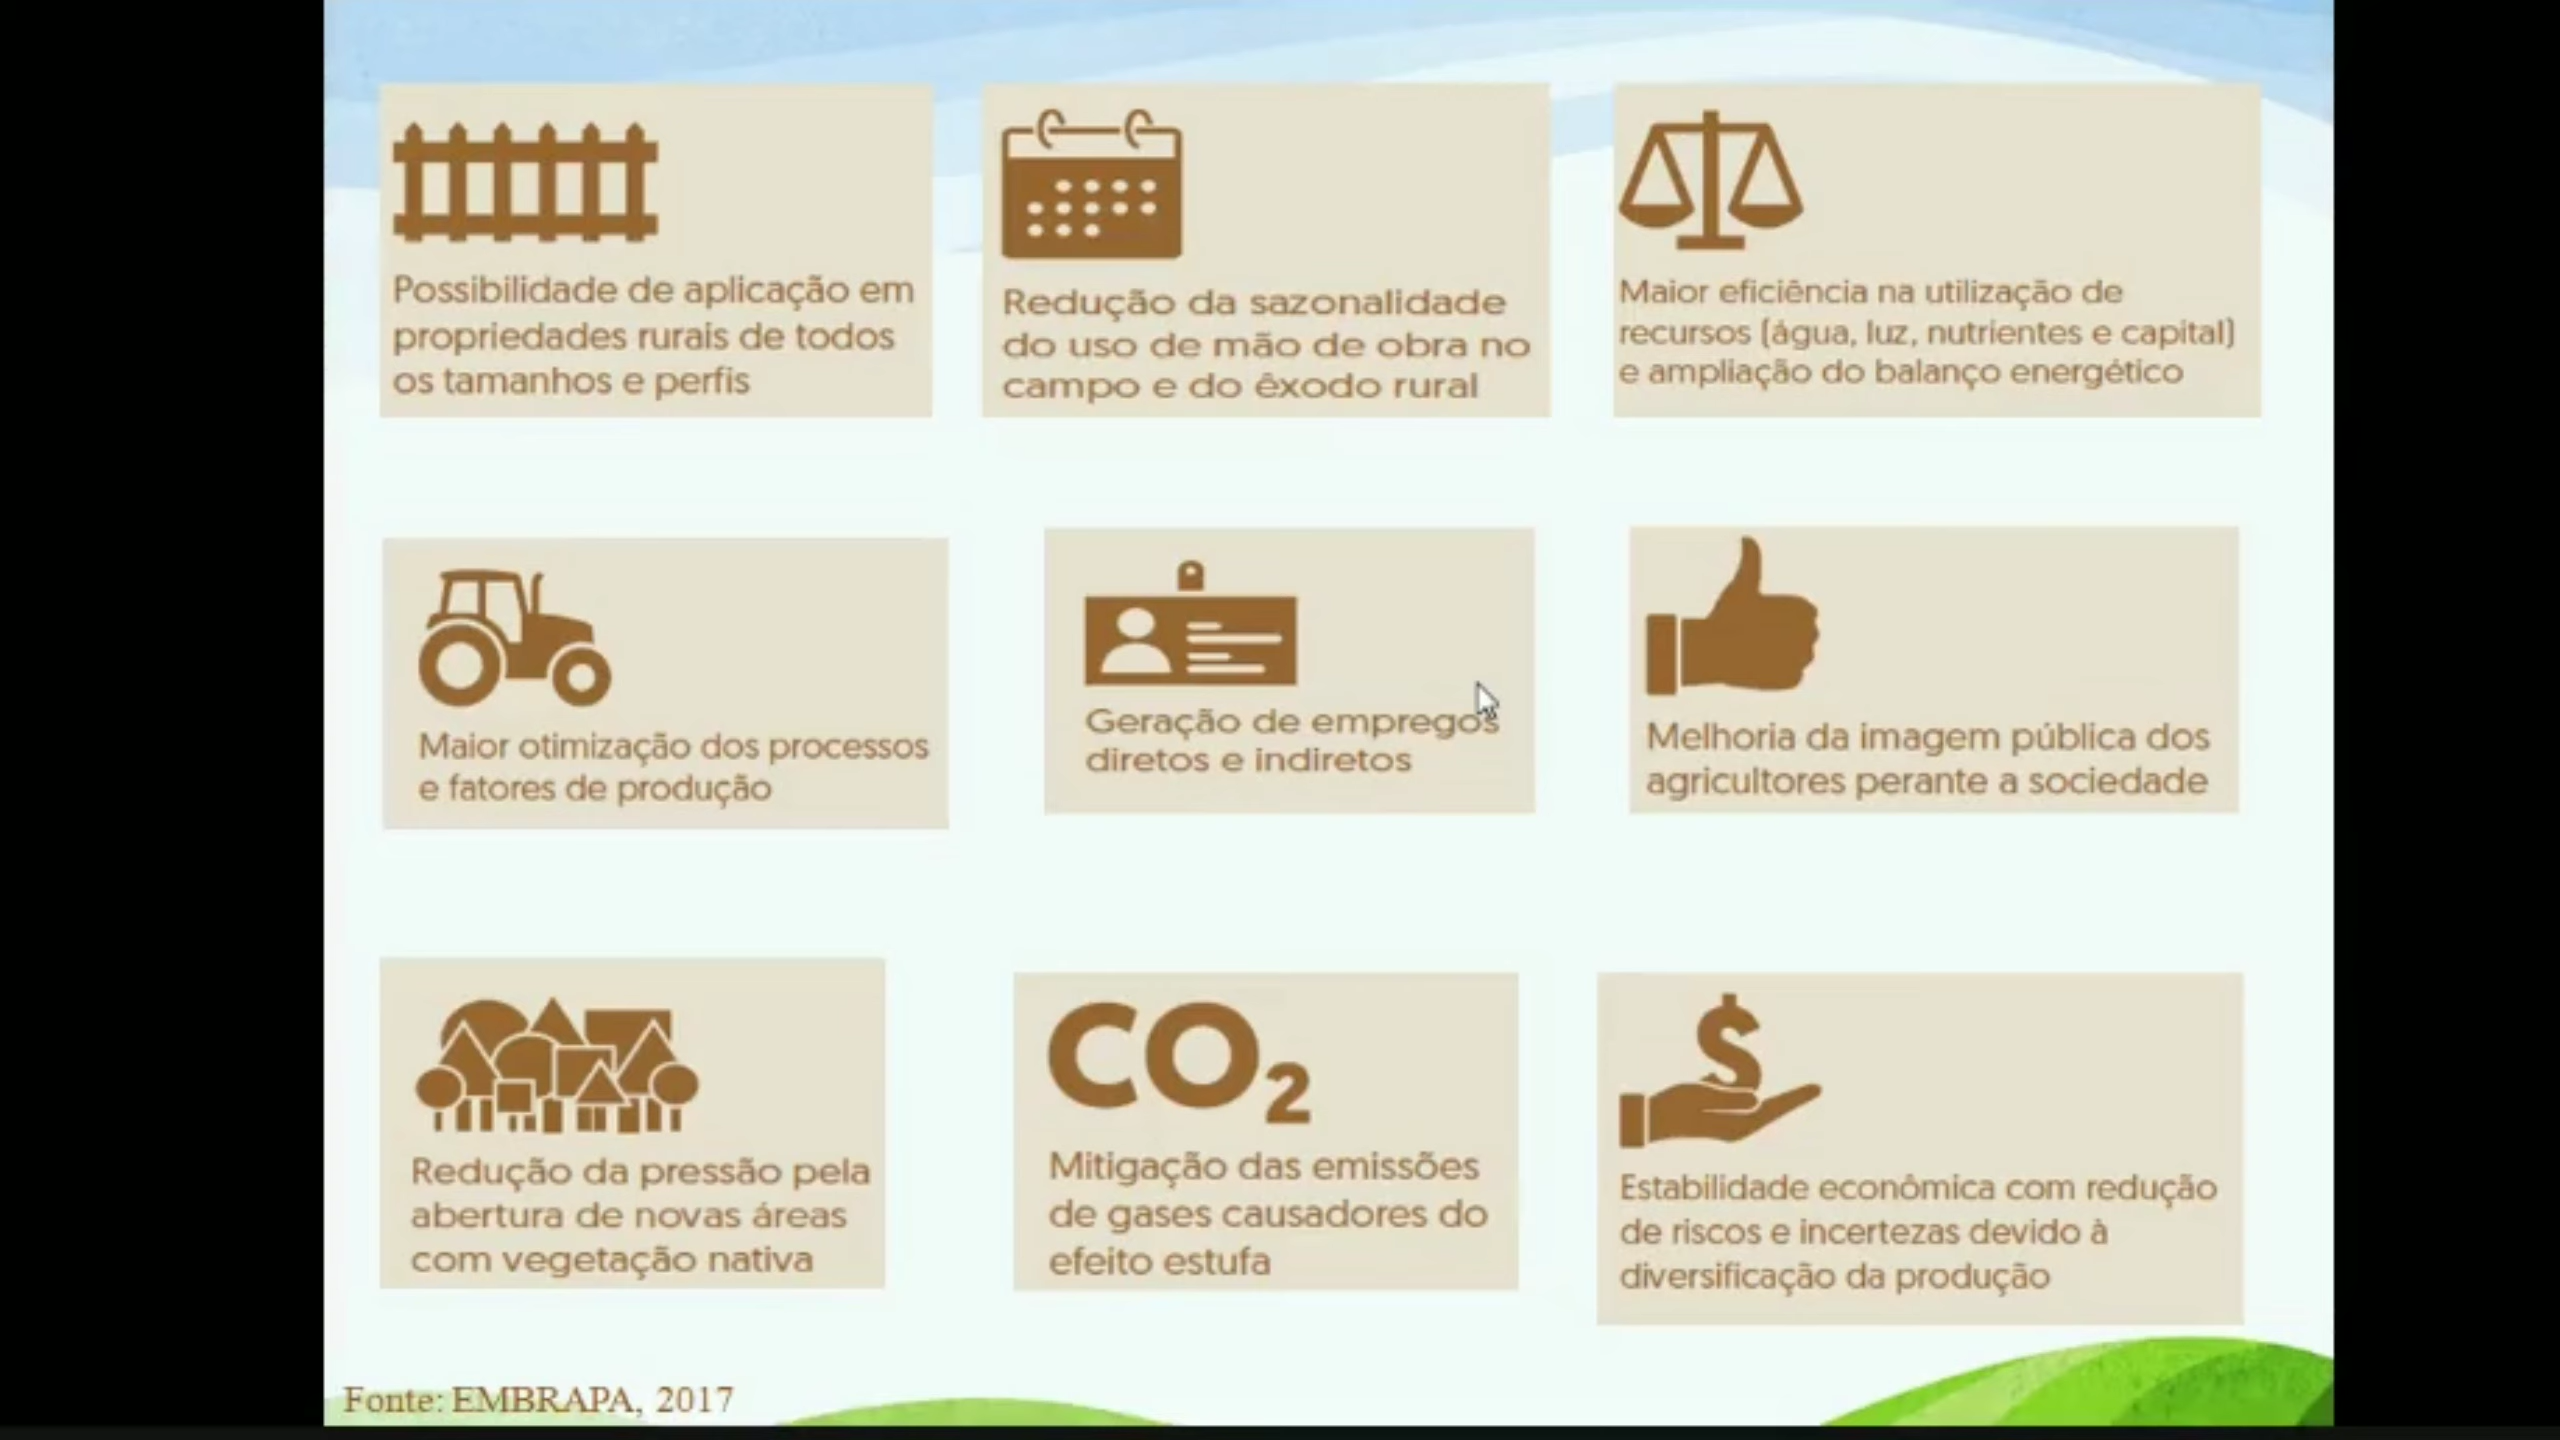 Possibilidade de aplicação em
propriedades rurais de todos
os tamanhos e perfis
Redução da sazonalidade
do uso de mão de obra no
campo e do êxodo rural
Maior eficiência na utilização de
recursos (água, luz, nutrientes e capital)
e ampliação do balanço energético
Maior otimização dos processos
e fatores de produção
Geração de empregos
diretos e indiretos
Melhoria da imagem pública dos
agricultores perante a sociedade
Redução da pressão pela
abertura de novas áreas
com vegetação nativa
CO₂
Mitigação das emissões
de gases causadores do
efeito estufa
$
Estabilidade econômica com redução
de riscos e incertezas devido à
diversificação da produção
Fonte: EMBRAPA, 2017